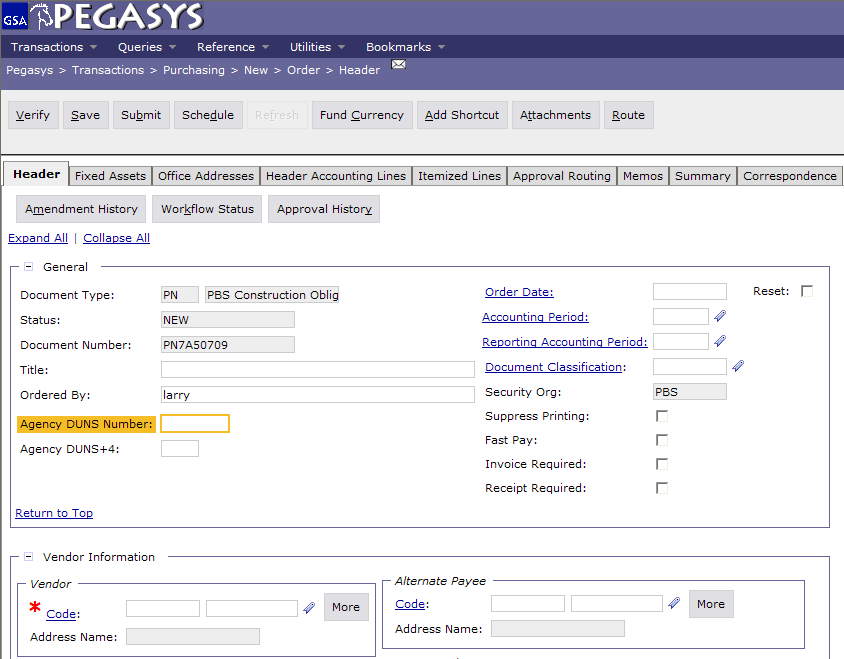 GSA PEGASYS
Transactions Queries Reference Utilities Bookmarks
Pegasys > Transactions > Purchasing > New > Order > Header
Verify Save Submit Schedule Refresh Fund Currency Add Shortcut Attachments Route
Header Fixed Assets Office Addresses Header Accounting Lines Itemized Lines Approval Routing Memos Summary Correspondence
Amendment History Workflow Status Approval History
Expand All | Collapse All
General
Document Type: PN PBS Construction Oblig Order Date: Reset:
Status: NEW Accounting Period:
Document Number: PN7A50709 Reporting Accounting Period:
Title: Document Classification:
Ordered By: larry Security Org: PBS
Agency DUNS Number: Suppress Printing:
Agency DUNS+4: Fast Pay:
Invoice Required:
Receipt Required:
Return to Top
Vendor Information
Vendor Alternate Payee
* Code: More Code: More
Address Name: Address Name: